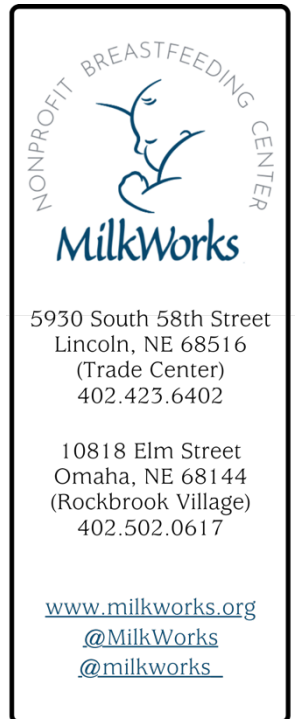 NONPROFIT BREASTFEEDING CENTER
MilkWorks
5930 South 58th Street
Lincoln, NE 68516
(Trade Center)
402.423.6402
10818 Elm Street
Omaha, NE 68144
(Rockbrook Village)
402.502.0617
www.milkworks.org
@MilkWorks
@milkworks_